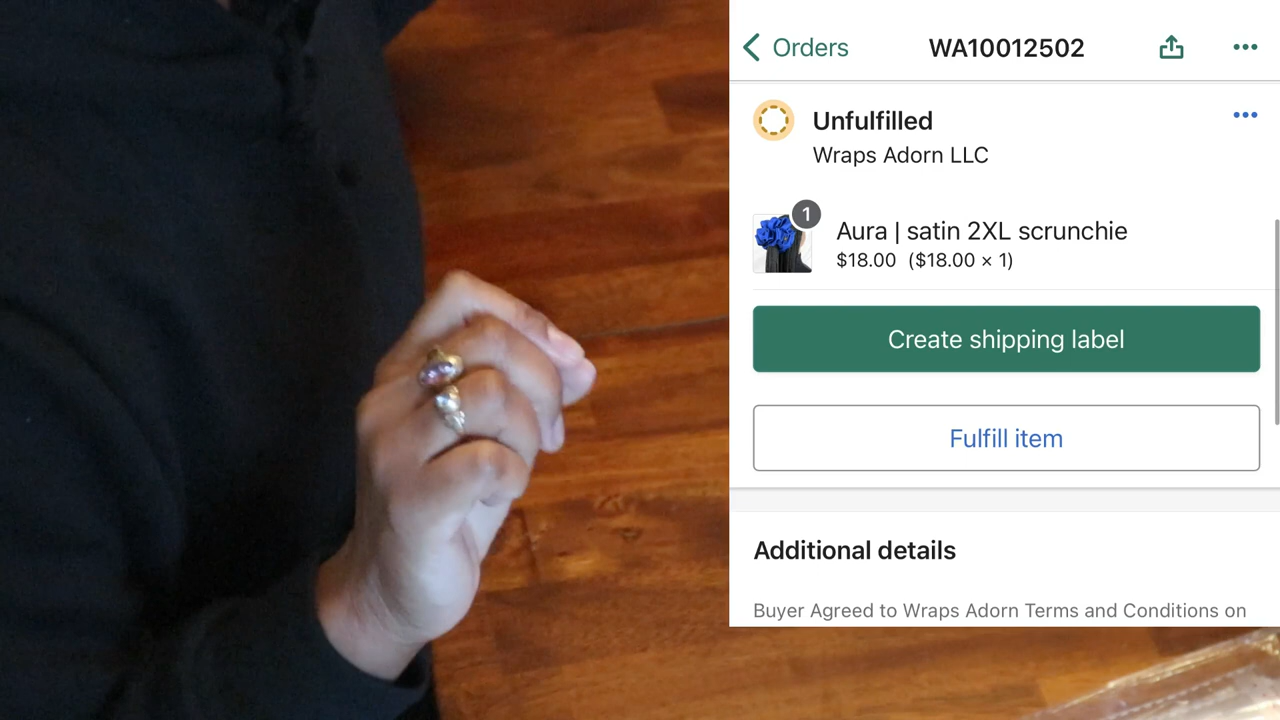 Orders
WA10012502
Unfulfilled
Wraps Adorn LLC
1
Aura | satin 2XL scrunchie
$18.00 ($18.00 × 1)
Create shipping label
Fulfill item
Additional details
Buyer Agreed to Wraps Adorn Terms and Conditions on